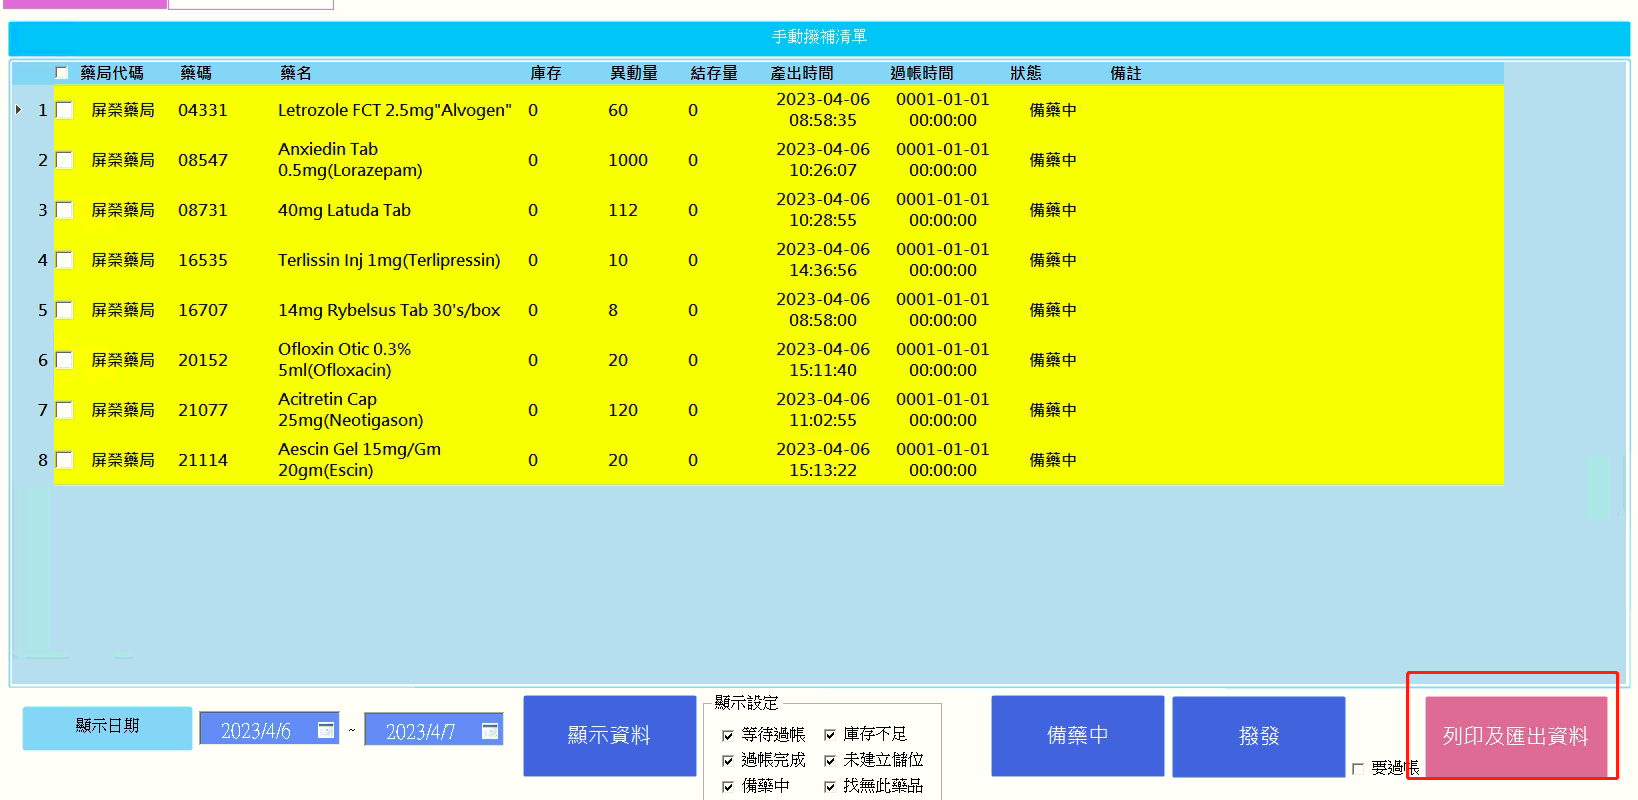 手動撥補清單
藥局代碼 藥碼 藥名 庫存 異動量 結存量 產出時間 過帳時間 狀態 備註
1 屏榮藥局 04331 Letrozole FCT 2.5mg"Alvogen" 0 60 0 2023-04-06 08:58:35 0001-01-01 00:00:00 備藥中
2 屏榮藥局 08547 Anxiedin Tab 0.5mg(Lorazepam) 0 1000 0 2023-04-06 10:26:07 0001-01-01 00:00:00 備藥中
3 屏榮藥局 08731 40mg Latuda Tab 0 112 0 2023-04-06 10:28:55 0001-01-01 00:00:00 備藥中
4 屏榮藥局 16535 Terlissin Inj 1mg(Terlipressin) 0 10 0 2023-04-06 14:36:56 0001-01-01 00:00:00 備藥中
5 屏榮藥局 16707 14mg Rybelsus Tab 30's/box 0 8 0 2023-04-06 08:58:00 0001-01-01 00:00:00 備藥中
6 屏榮藥局 20152 Ofloxin Otic 0.3% 5ml(Ofloxacin) 0 20 0 2023-04-06 15:11:40 0001-01-01 00:00:00 備藥中
7 屏榮藥局 21077 Acitretin Cap 25mg(Neotigason) 0 120 0 2023-04-06 11:02:55 0001-01-01 00:00:00 備藥中
8 屏榮藥局 21114 Aescin Gel 15mg/Gm 20gm(Escin) 0 20 0 2023-04-06 15:13:22 0001-01-01 00:00:00 備藥中
顯示日期 2023/4/6 ~ 2023/4/7
顯示資料
顯示設定
等待過帳 庫存不足
過帳完成 未建立儲位
備藥中 找無此藥品
備藥中
撥發
要過帳
列印及匯出資料